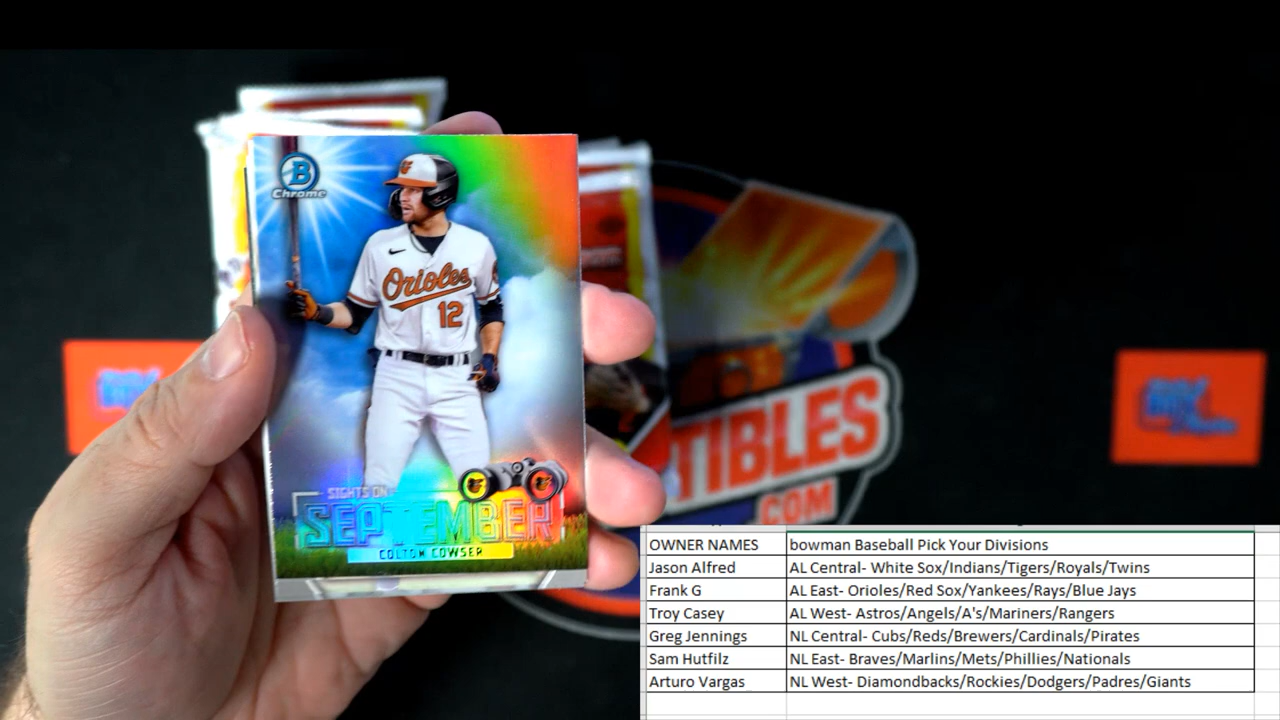 B
Chrome
Orioles
12
SIGHTS ON
SEPTEMBER
COLTON COWSER
TIBLES
.COM
OWNER NAMES bowman Baseball Pick Your Divisions
Jason Alfred AL Central- White Sox/Indians/Tigers/Royals/Twins
Frank G AL East- Orioles/Red Sox/Yankees/Rays/Blue Jays
Troy Casey AL West- Astros/Angels/A's/Mariners/Rangers
Greg Jennings NL Central- Cubs/Reds/Brewers/Cardinals/Pirates
Sam Hutfilz NL East- Braves/Marlins/Mets/Phillies/Nationals
Arturo Vargas NL West- Diamondbacks/Rockies/Dodgers/Padres/Giants